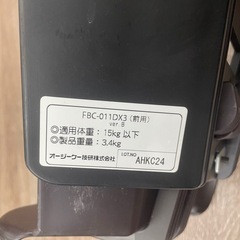 FBC-011DX3 (前用)
ver. B
◎適用体重：15kg 以下
◎製品重量：3.4kg
オージーケー技研株式会社
LOT.NO
AHKC24